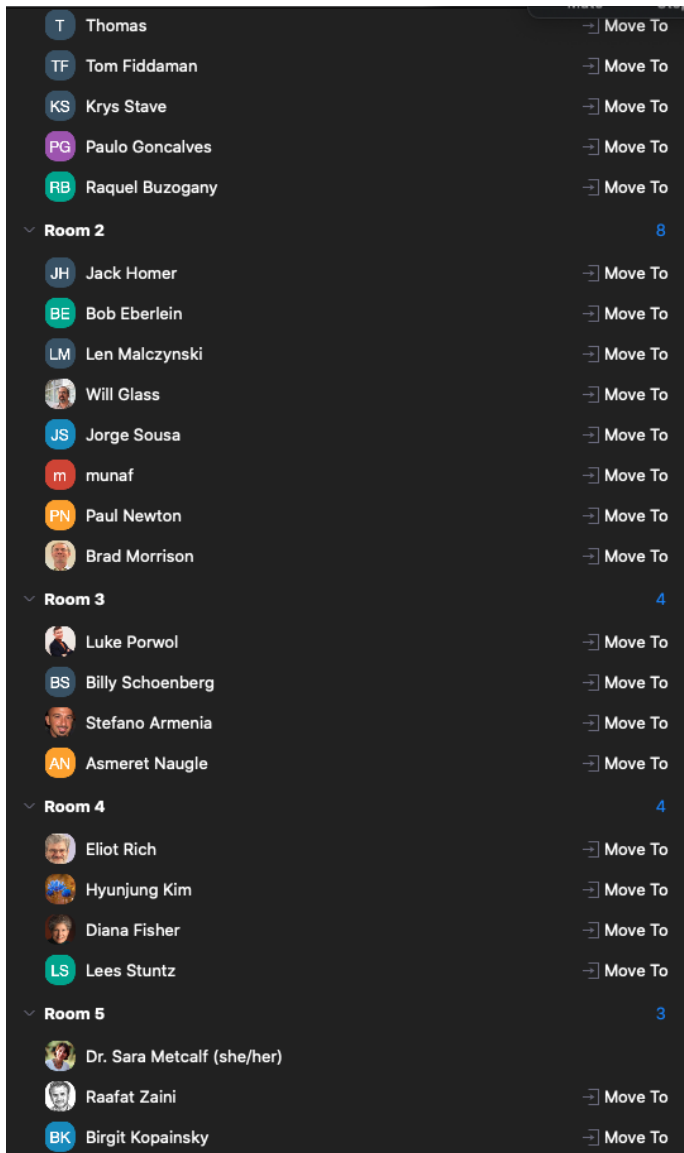 T Thomas Move To
TF Tom Fiddaman Move To
KS Krys Stave Move To
PG Paulo Goncalves Move To
RB Raquel Buzogany Move To
Room 2 8
JH Jack Homer Move To
BE Bob Eberlein Move To
LM Len Malczynski Move To
Will Glass Move To
JS Jorge Sousa Move To
m munaf Move To
PN Paul Newton Move To
Brad Morrison Move To
Room 3 4
Luke Porwol Move To
BS Billy Schoenberg Move To
Stefano Armenia Move To
AN Asmeret Naugle Move To
Room 4 4
Eliot Rich Move To
Hyunjung Kim Move To
Diana Fisher Move To
LS Lees Stuntz Move To
Room 5 3
Dr. Sara Metcalf (she/her)
Raafat Zaini Move To
BK Birgit Kopainsky Move To